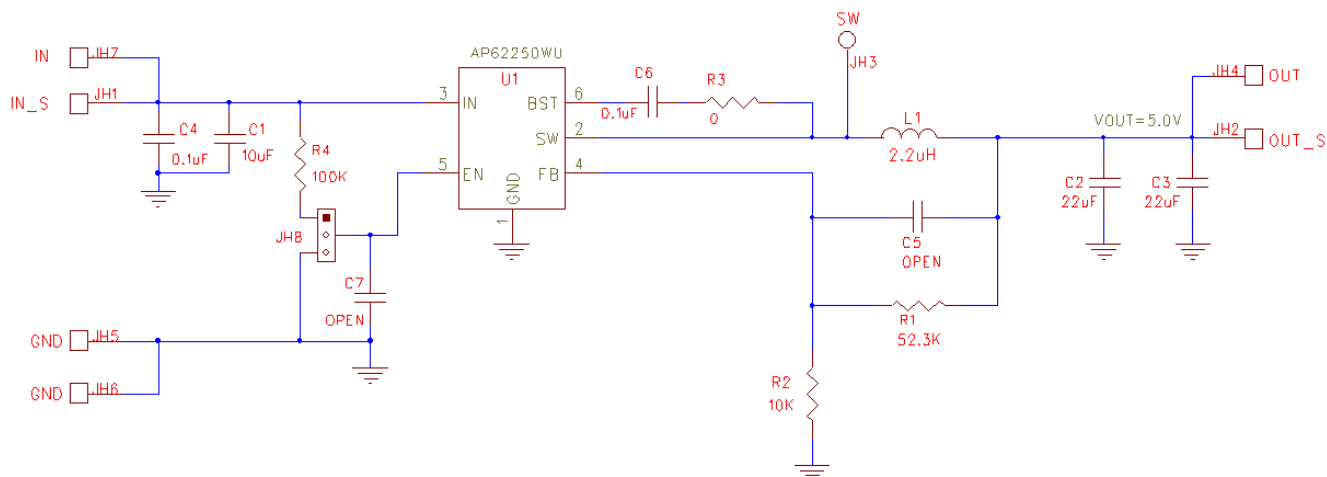 IN
JH7
IN_S
JH1
C4
0.1uF
C1
10uF
R4
100K
JH8
C7
OPEN
GND
JH5
GND
JH6
AP62250WU
U1
3
IN
5
EN
BST
6
SW
2
FB
4
GND
1
C6
0.1uF
R3
0
SW
JH3
L1
2.2uH
C5
OPEN
R1
52.3K
R2
10K
VOUT=5.0V
C2
22uF
C3
22uF
JH4
OUT
JH2
OUT_S